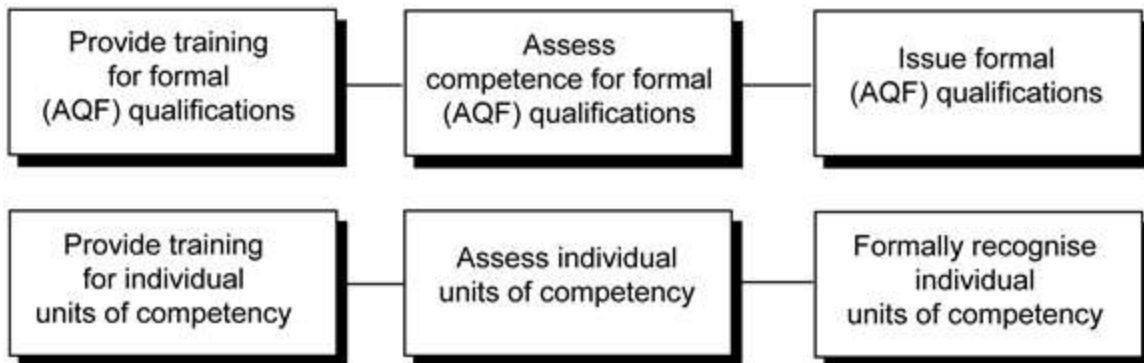 Provide training
for formal
(AQF) qualifications
Assess
competence for formal
(AQF) qualifications
Issue formal
(AQF) qualifications
Provide training
for individual
units of competency
Assess individual
units of competency
Formally recognise
individual
units of competency